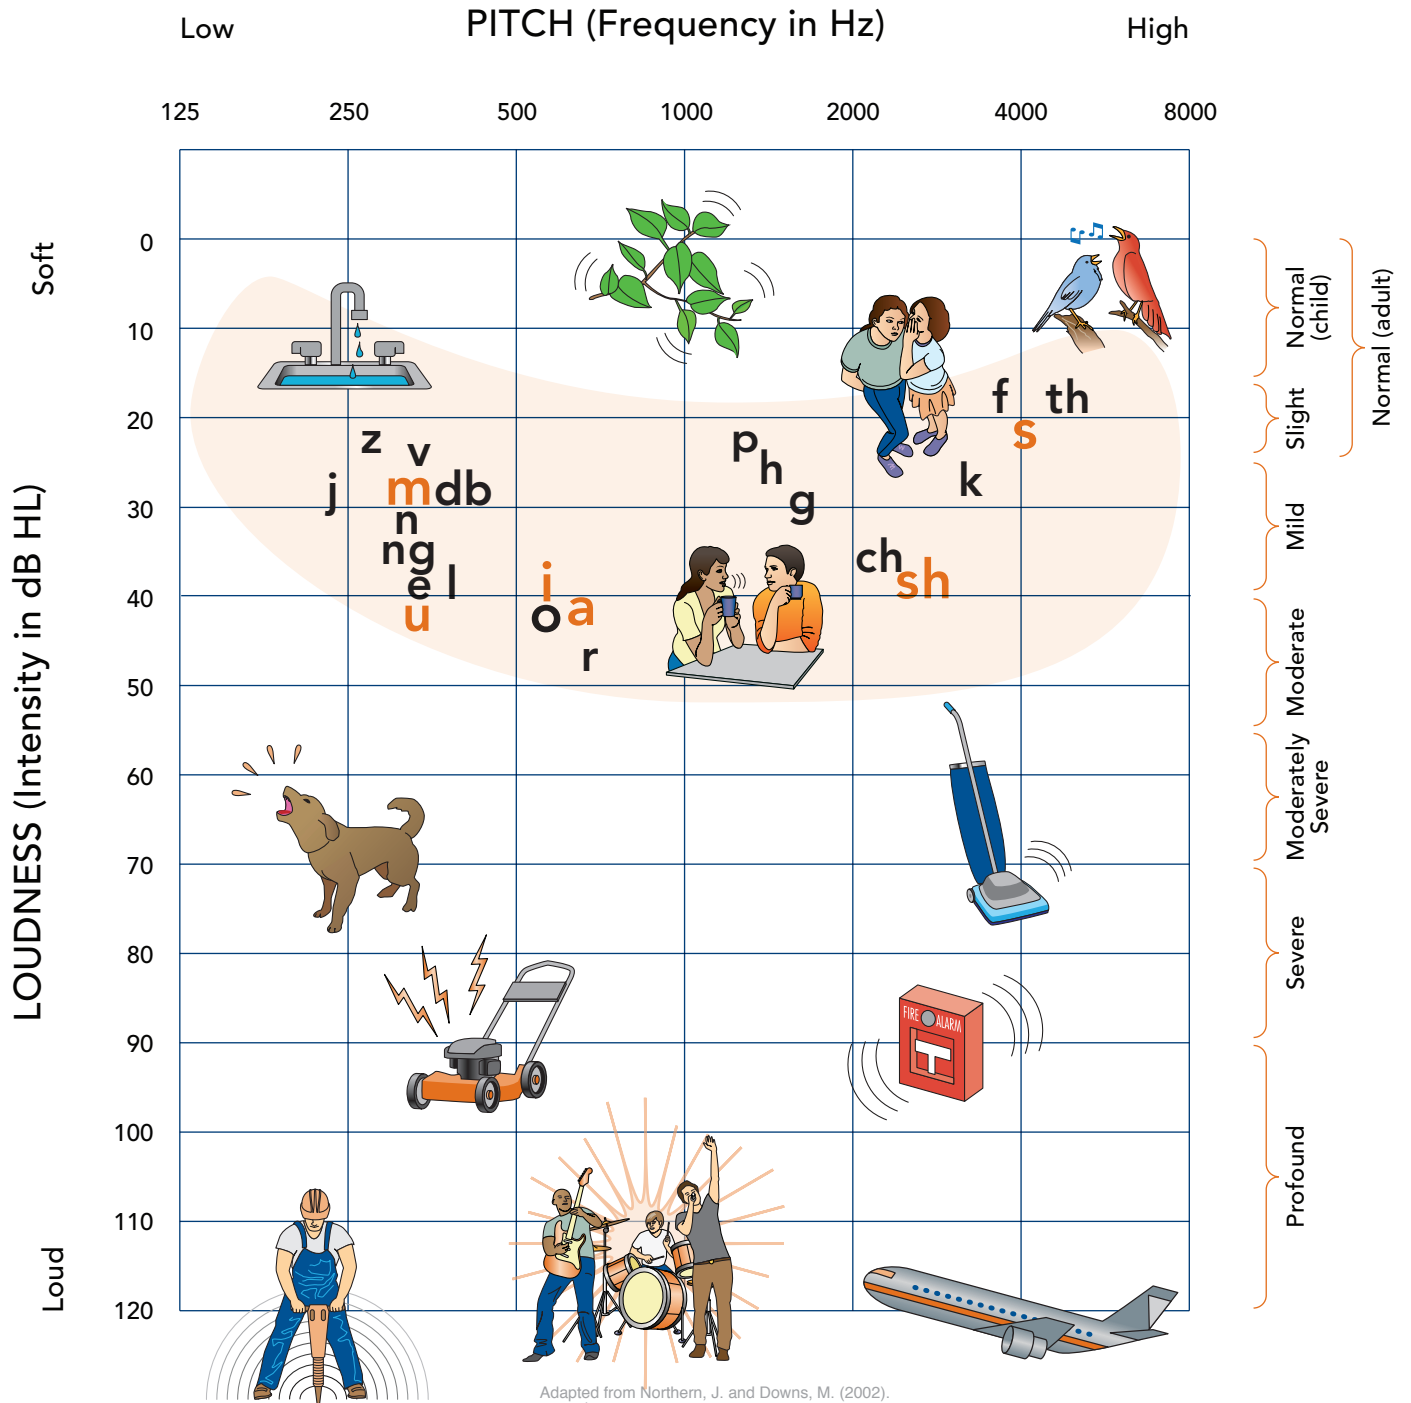 PITCH (Frequency in Hz)
Low
High
125 250 500 1000 2000 4000 8000
LOUDNESS (Intensity in dB HL)
Soft
Loud
0
10
20
30
40
50
60
70
80
90
100
110
120
z
v
j
m
db
n
ng
e
l
u
i
o
a
r
p
h
g
ch
sh
k
f
s
th
FIRE ALARM
Normal
(child)
Normal (adult)
Slight
Mild
Moderate
Moderately
Severe
Severe
Profound
Adapted from Northern, J. and Downs, M. (2002).